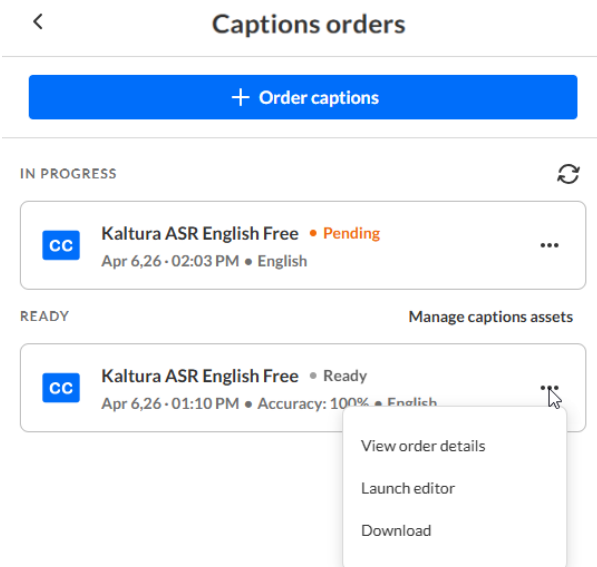 Captions orders
+ Order captions
IN PROGRESS
CC
Kaltura ASR English Free • Pending
Apr 6,26 · 02:03 PM • English
READY
Manage captions assets
CC
Kaltura ASR English Free • Ready
Apr 6,26 · 01:10 PM • Accuracy: 100% • English
View order details
Launch editor
Download